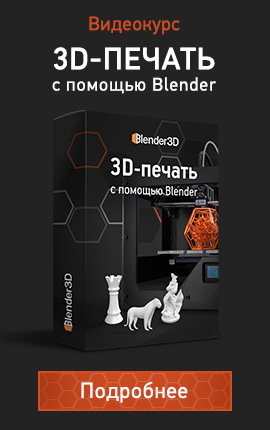 Видеокурс
3D-ПЕЧАТЬ
с помощью Blender
Blender3D
3D-печать
с помощью Blender
Blender3D
Подробнее